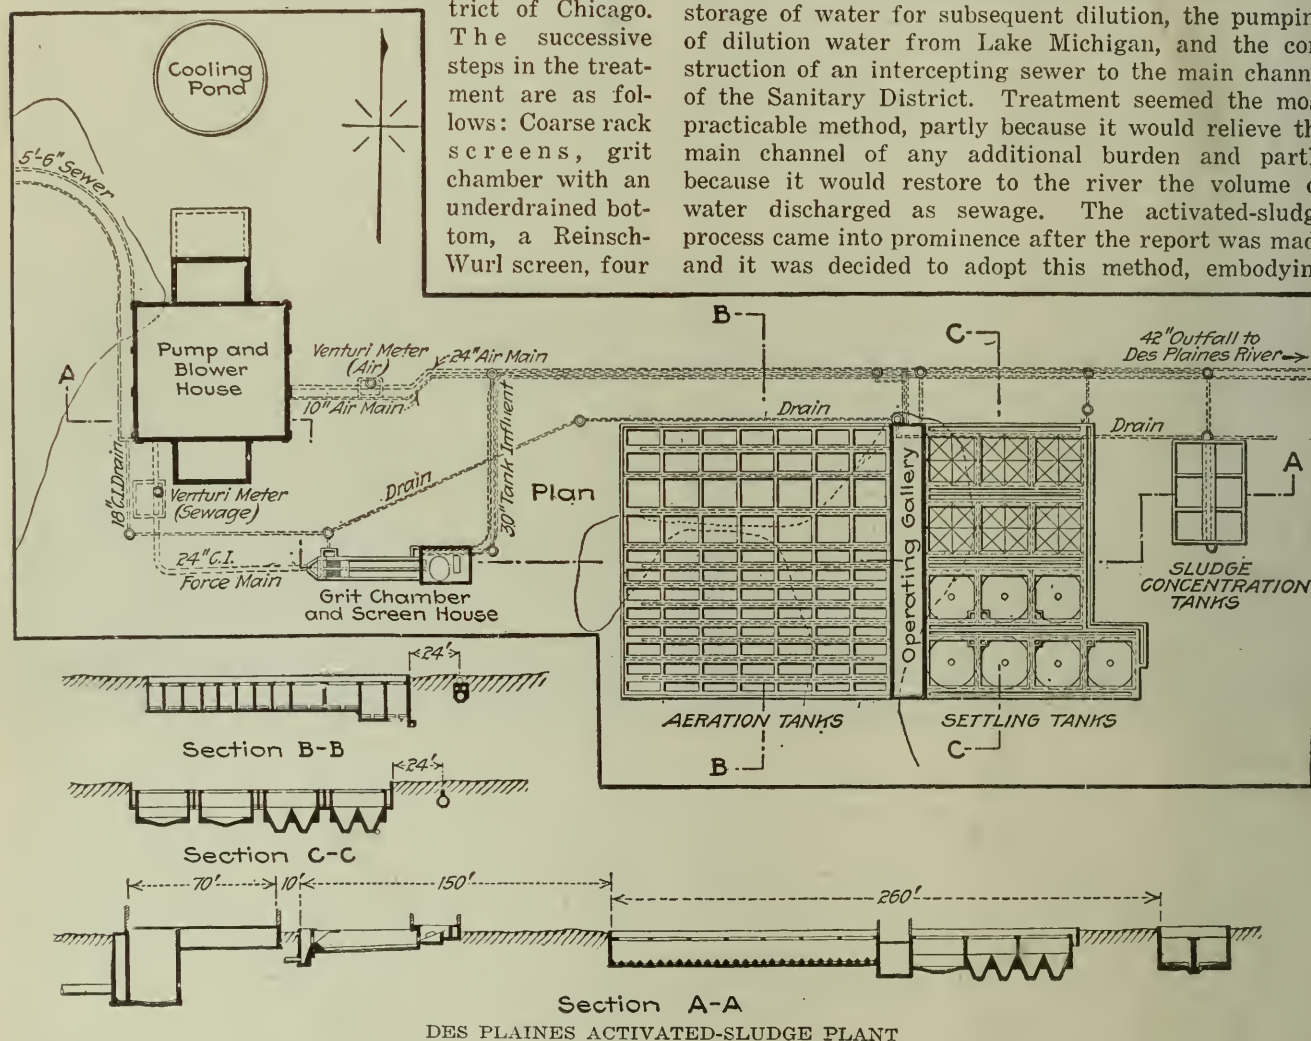 trict of Chicago.
The successive
steps in the treat-
ment are as fol-
lows: Coarse rack
screens, grit
chamber with an
underdrained bot-
tom, a Reinsch-
Wurl screen, four
storage of water for subsequent dilution, the pumpin
of dilution water from Lake Michigan, and the con
struction of an intercepting sewer to the main chann
of the Sanitary District. Treatment seemed the mo
practicable method, partly because it would relieve th
main channel of any additional burden and partl
because it would restore to the river the volume o
water discharged as sewage. The activated-sludg
process came into prominence after the report was mad
and it was decided to adopt this method, embodyin
Cooling
Pond
5'-6" Sewer
Pump and
Blower
House
A
Venturi Meter
(Air)
24" Air Main
10" Air Main
B
C
42" Outfall to
Des Plaines River
Drain
Drain
A
18" C.I. Drain
Venturi Meter
(Sewage)
Drain
30" Tank Influent
Plan
Operating Gallery
24" C.I.
Force Main
Grit Chamber
and Screen House
SLUDGE
CONCENTRATION
TANKS
AERATION TANKS
SETTLING TANKS
B
C
24'
Section B-B
24'
Section C-C
70'
10'
150'
260'
Section A-A
DES PLAINES ACTIVATED-SLUDGE PLANT